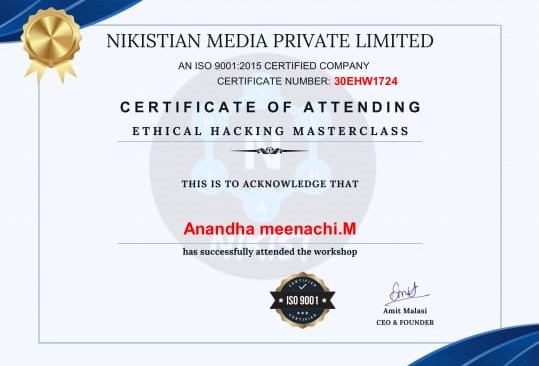 NIKISTIAN MEDIA PRIVATE LIMITED
AN ISO 9001:2015 CERTIFIED COMPANY
CERTIFICATE NUMBER: 30EHW1724
CERTIFICATE OF ATTENDING
ETHICAL HACKING MASTERCLASS
THIS IS TO ACKNOWLEDGE THAT
Anandha meenachi.M
has successfully attended the workshop
CERTIFIED
ISO 9001
CERTIFIED
Amit Malasi
CEO & FOUNDER